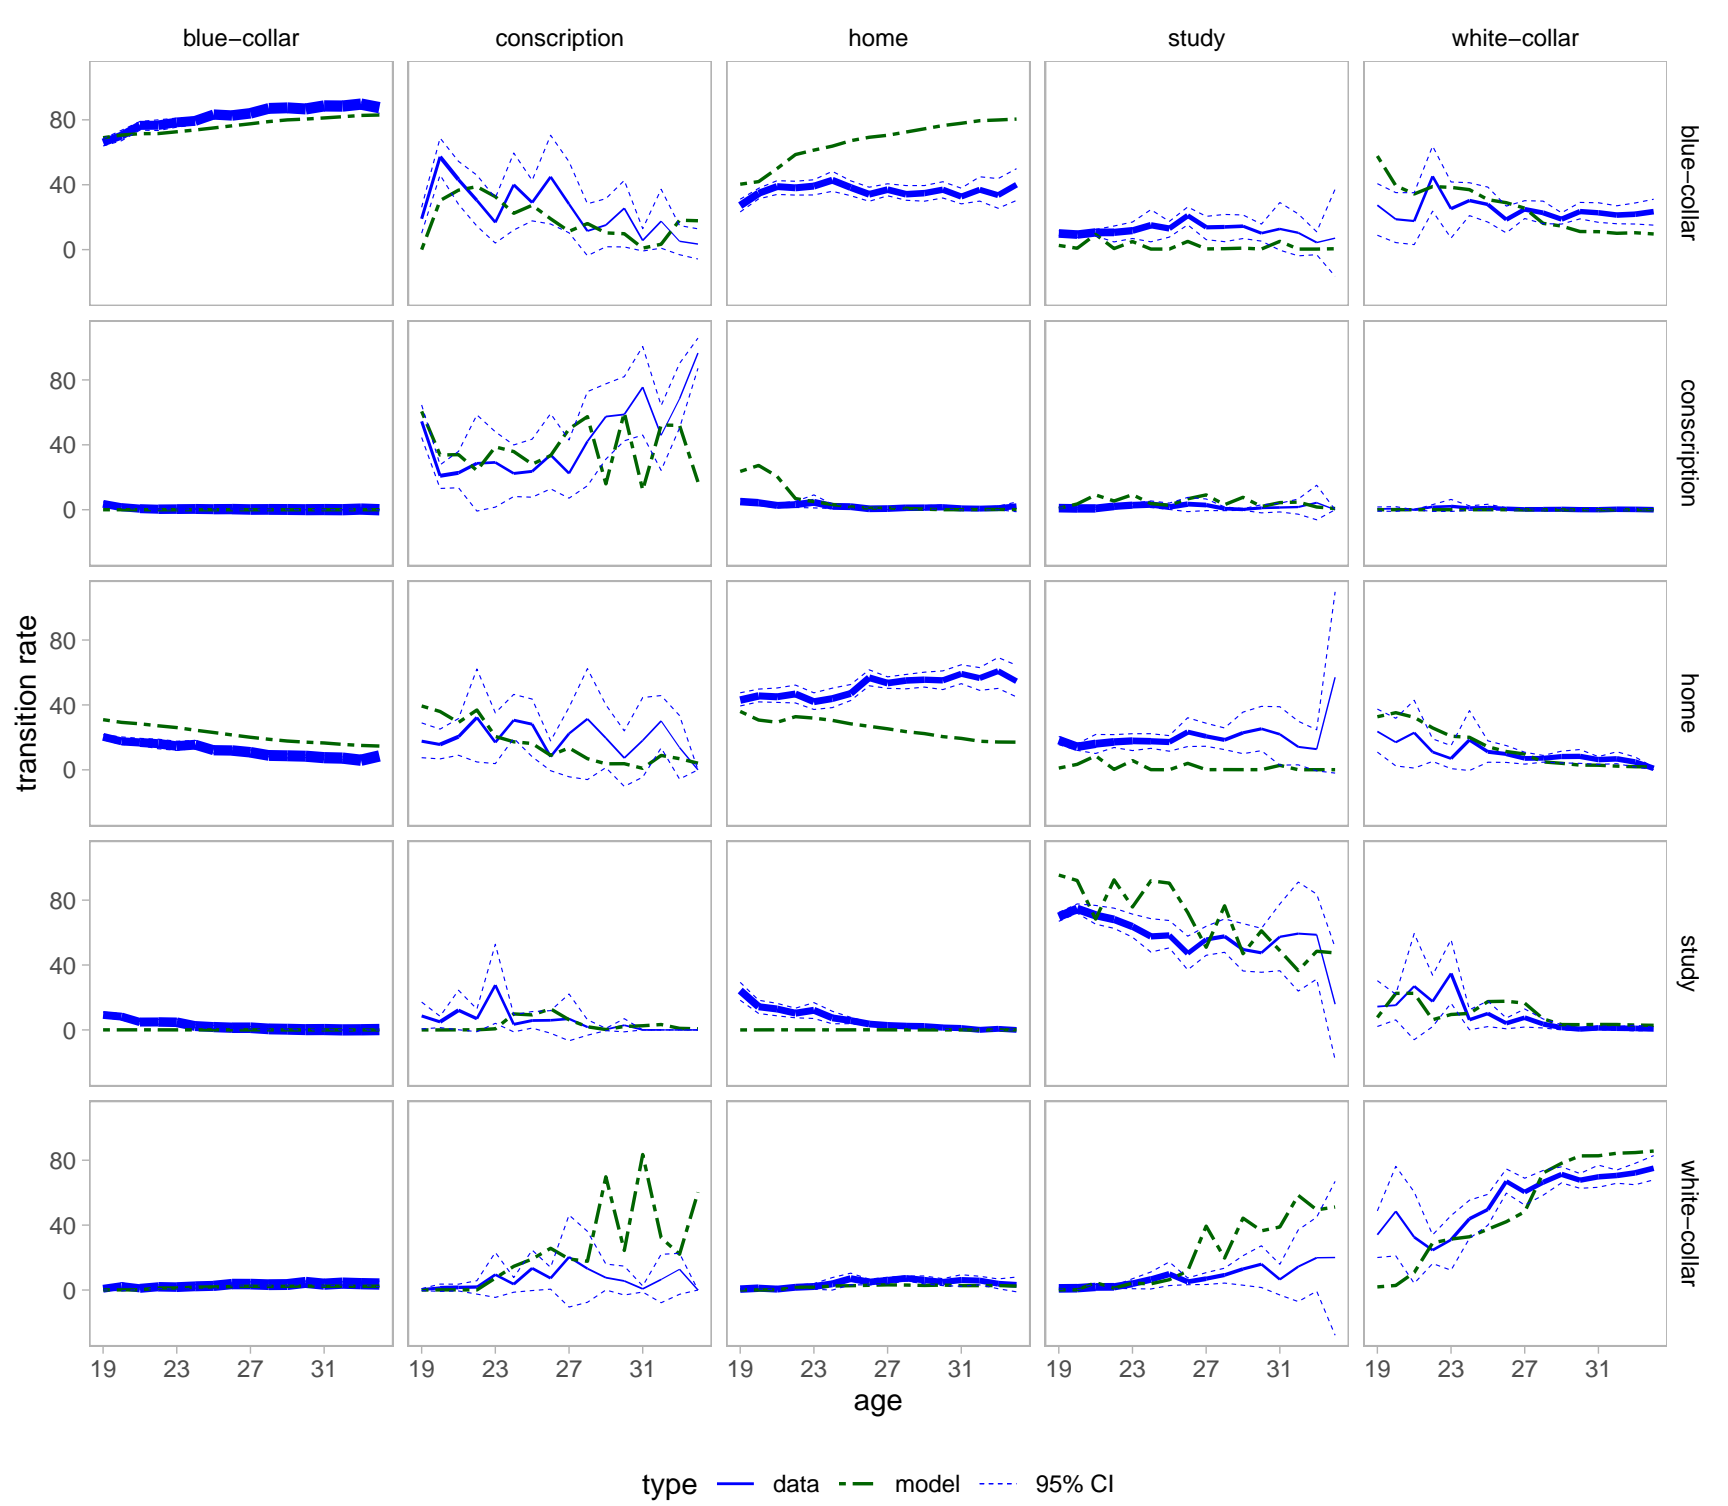 blue−collar conscription home study white−collar
80
40
0
blue−collar
80
40
0
conscription
80
40
0
home
80
40
0
study
80
40
0
white−collar
transition rate
19 23 27 31 19 23 27 31 19 23 27 31 19 23 27 31 19 23 27 31
age
type data model 95% CI